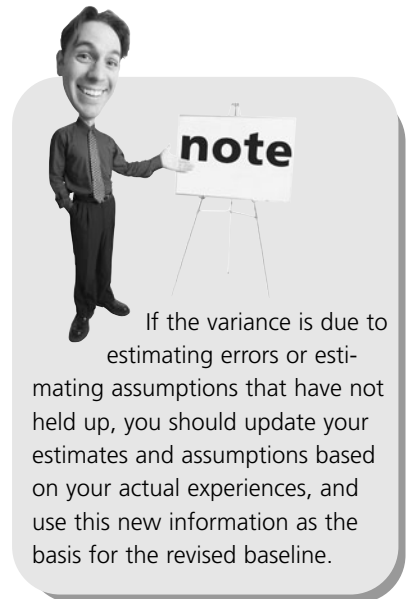 note
If the variance is due to
estimating errors or esti-
mating assumptions that have not
held up, you should update your
estimates and assumptions based
on your actual experiences, and
use this new information as the
basis for the revised baseline.